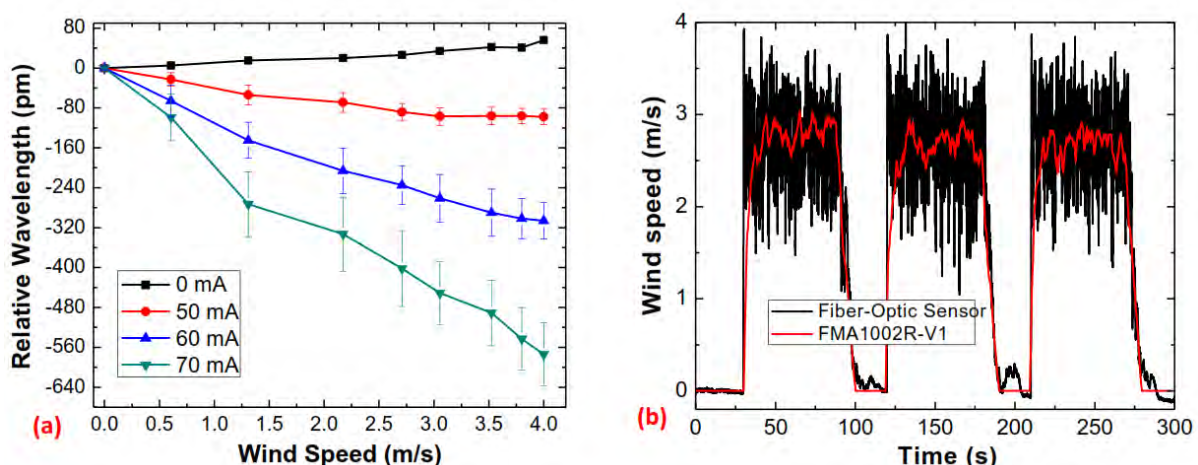 80
0
-80
-160
-240
-320
-400
-480
-560
-640
Relative Wavelength (pm)
0 mA
50 mA
60 mA
70 mA
0.0 0.5 1.0 1.5 2.0 2.5 3.0 3.5 4.0
Wind Speed (m/s)
(a)
4
3
2
1
0
Wind speed (m/s)
Fiber-Optic Sensor
FMA1002R-V1
0 50 100 150 200 250 300
Time (s)
(b)